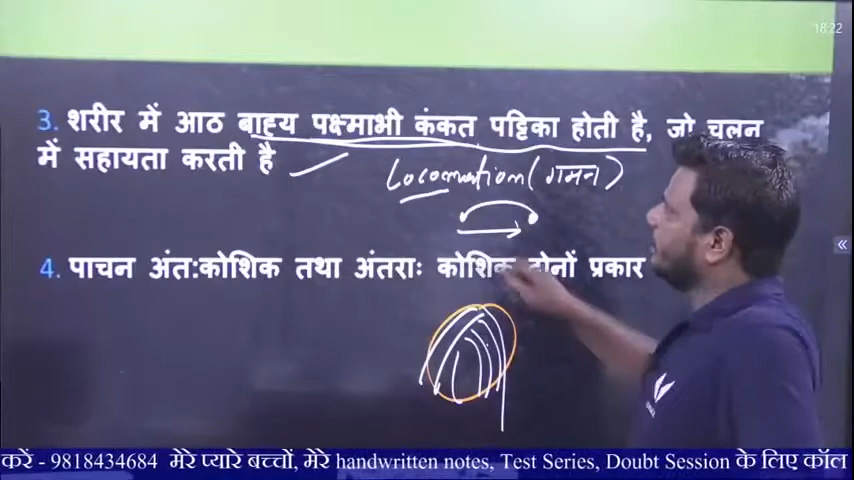 18:22
3. शरीर में आठ बाह्य पक्ष्माभी कंकत पट्टिका होती है, जो चलन
में सहायता करती है
Locomotion (गमन)
4. पाचन अंत:कोशिक तथा अंतराः कोशिक दोनों प्रकार
करें - 9818434684 मेरे प्यारे बच्चों, मेरे handwritten notes, Test Series, Doubt Session के लिए कॉल